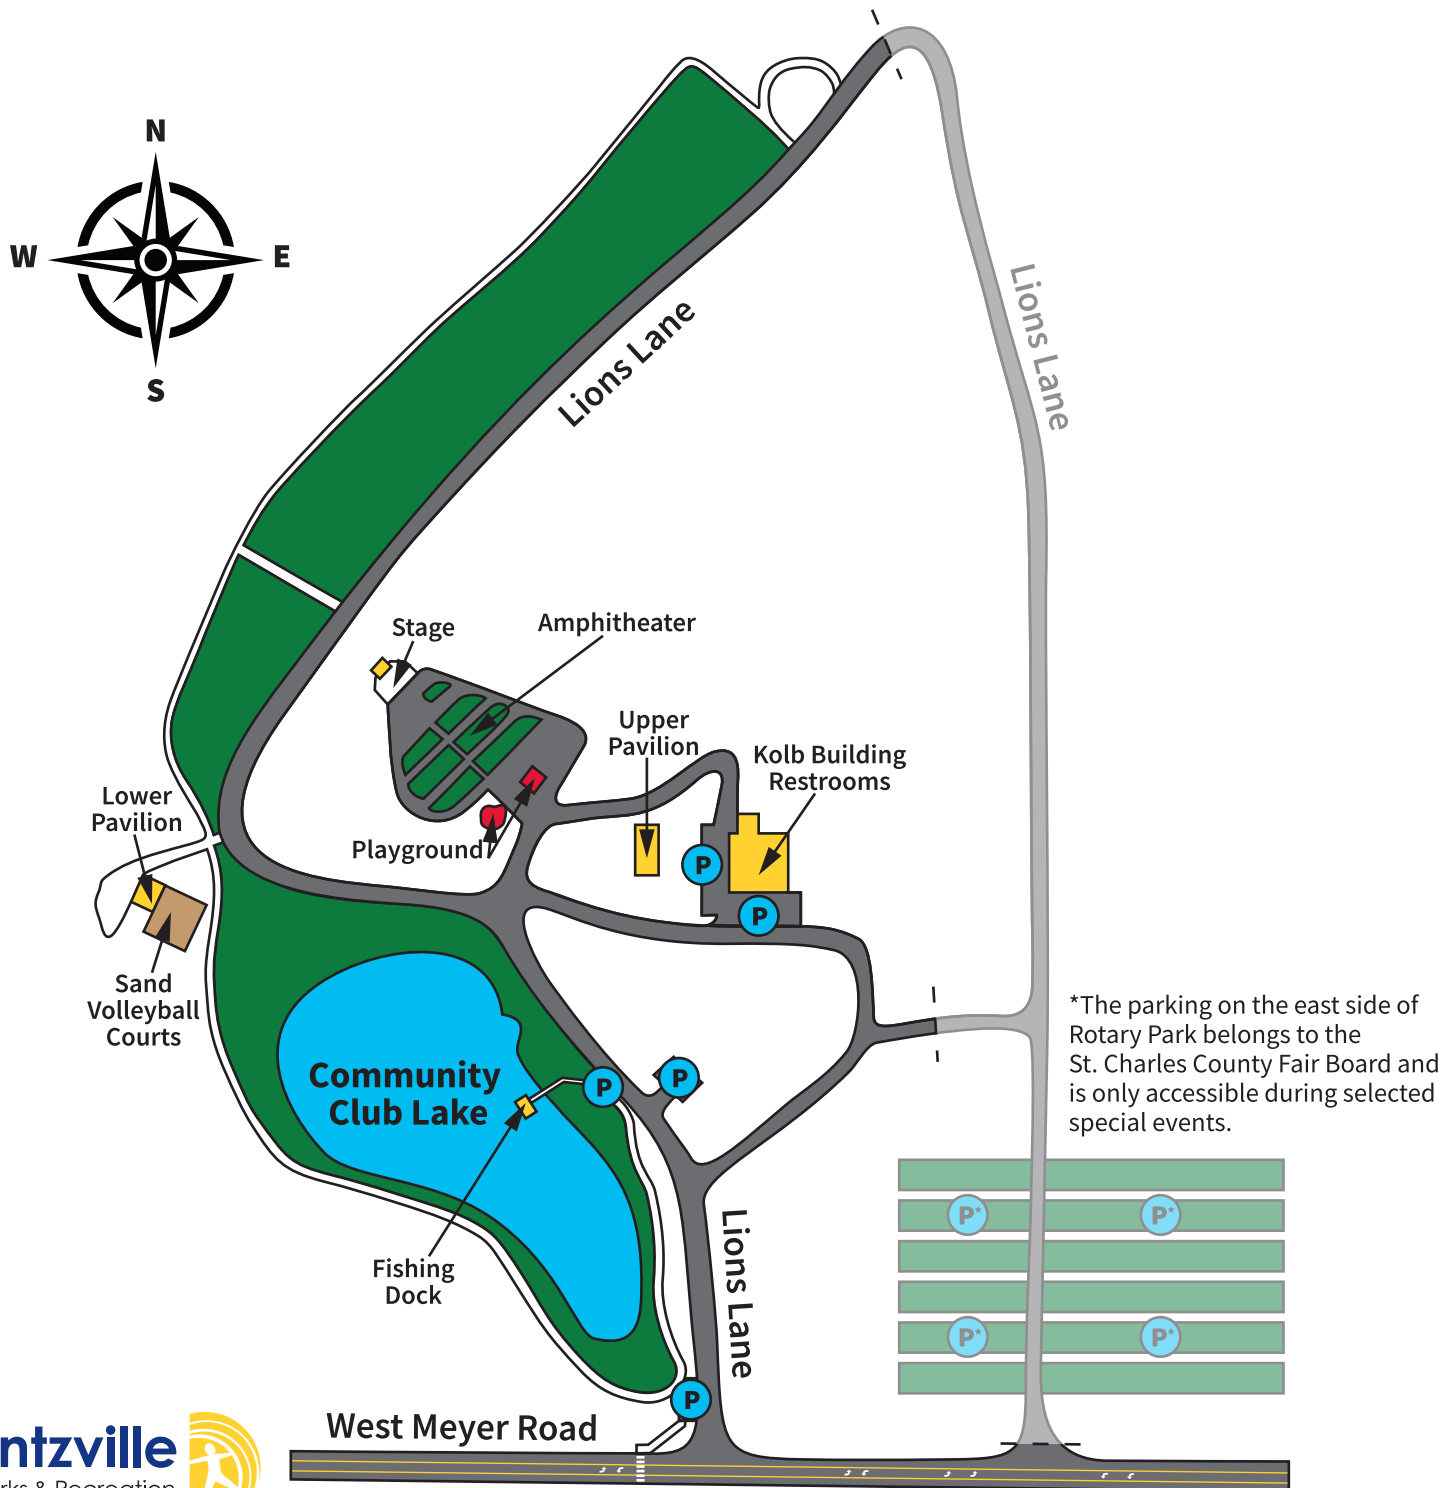 N
W
E
S
Lions Lane
Lions Lane
Stage
Amphitheater
Upper
Pavilion
Kolb Building
Restrooms
Lower
Pavilion
Playground
P
P
Sand
Volleyball
Courts
*The parking on the east side of
Rotary Park belongs to the
St. Charles County Fair Board and
is only accessible during selected
special events.
Community
Club Lake
P
P
P*
P*
Fishing
Dock
Lions Lane
P*
P*
P
West Meyer Road
ntzville
rks & Recreation